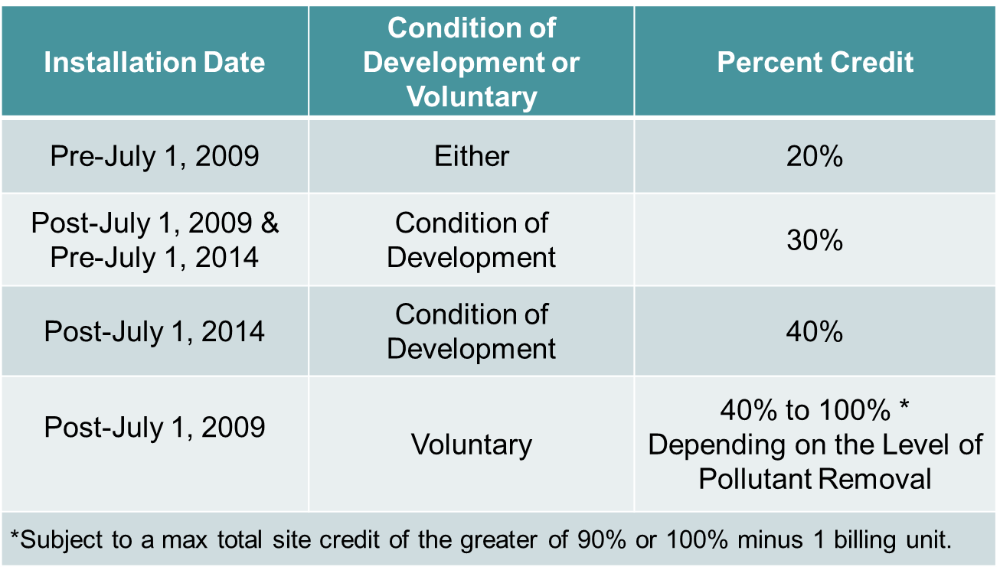 Installation Date
Condition of
Development or
Voluntary
Percent Credit
Pre-July 1, 2009
Either
20%
Post-July 1, 2009 &
Pre-July 1, 2014
Condition of
Development
30%
Post-July 1, 2014
Condition of
Development
40%
Post-July 1, 2009
Voluntary
40% to 100% *
Depending on the Level of
Pollutant Removal
*Subject to a max total site credit of the greater of 90% or 100% minus 1 billing unit.